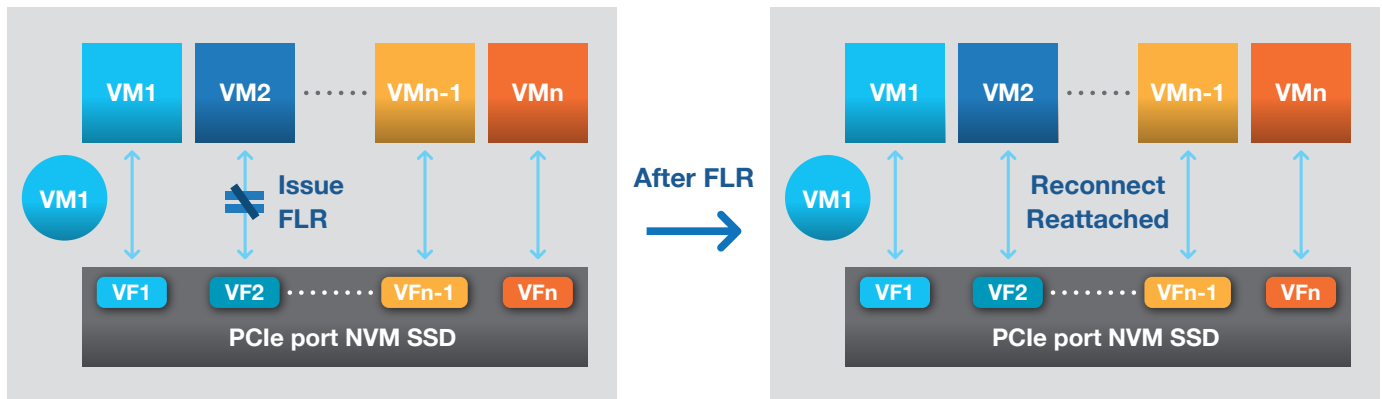 VM1 VM2 VMn-1 VMn
VM1
Issue
FLR
VF1 VF2 VFn-1 VFn
PCIe port NVM SSD
After FLR
VM1 VM2 VMn-1 VMn
VM1
Reconnect
Reattached
VF1 VF2 VFn-1 VFn
PCIe port NVM SSD